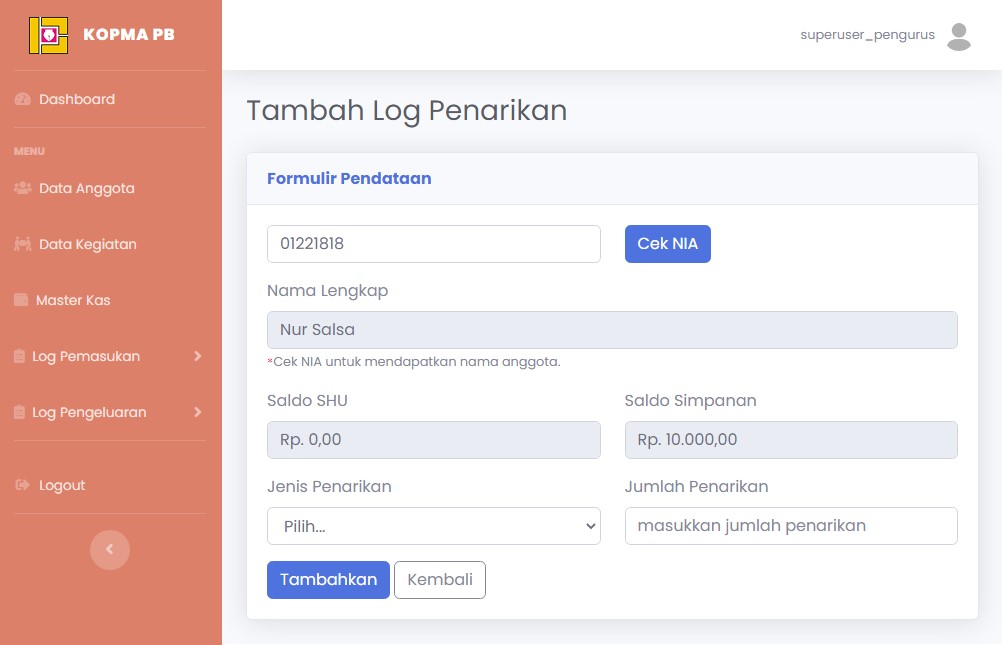 KOPMA PB
superuser_pengurus
Dashboard
MENU
Data Anggota
Data Kegiatan
Master Kas
Log Pemasukan
Log Pengeluaran
Logout
Tambah Log Penarikan
Formulir Pendataan
01221818
Cek NIA
Nama Lengkap
Nur Salsa
*Cek NIA untuk mendapatkan nama anggota.
Saldo SHU
Saldo Simpanan
Rp. 0,00
Rp. 10.000,00
Jenis Penarikan
Jumlah Penarikan
Pilih...
masukkan jumlah penarikan
Tambahkan
Kembali